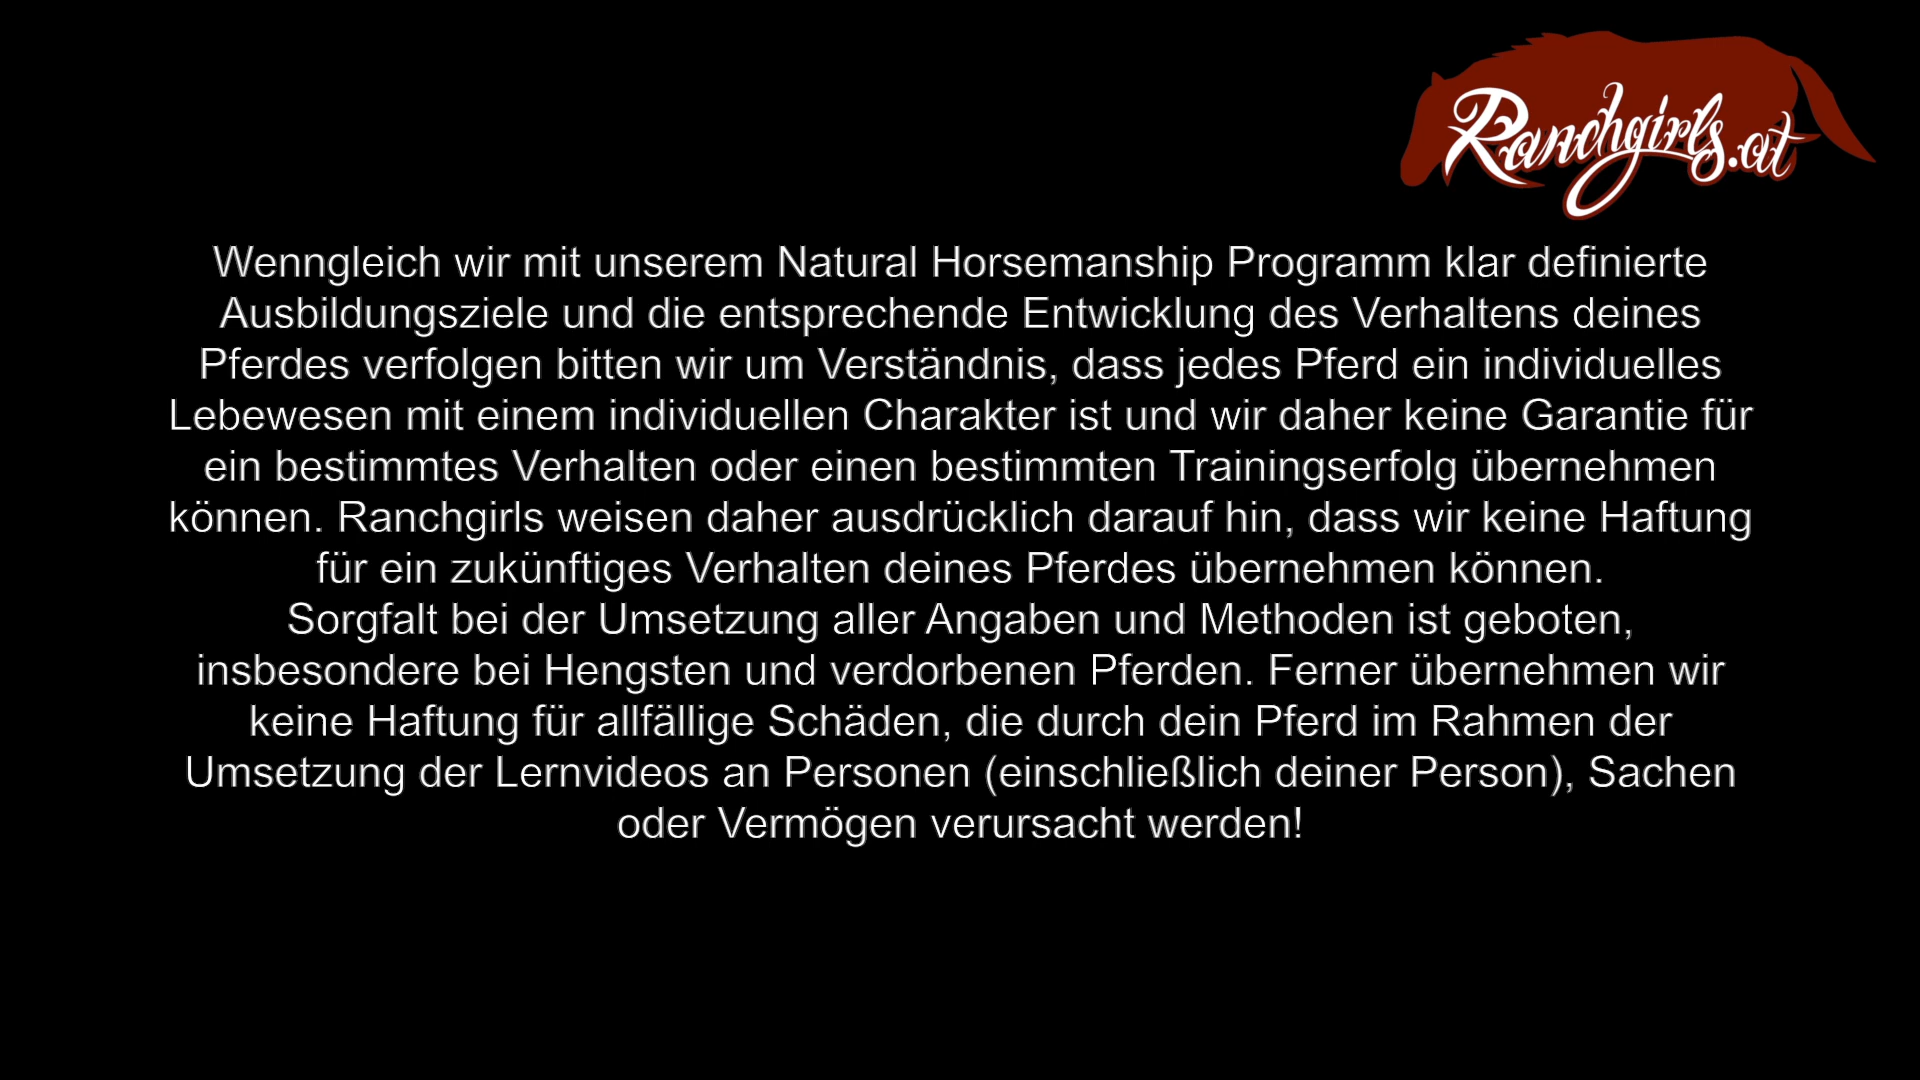 Ranchgirls.at
Wenngleich wir mit unserem Natural Horsemanship Programm klar definierte
Ausbildungsziele und die entsprechende Entwicklung des Verhaltens deines
Pferdes verfolgen bitten wir um Verständnis, dass jedes Pferd ein individuelles
Lebewesen mit einem individuellen Charakter ist und wir daher keine Garantie für
ein bestimmtes Verhalten oder einen bestimmten Trainingserfolg übernehmen
können. Ranchgirls weisen daher ausdrücklich darauf hin, dass wir keine Haftung
für ein zukünftiges Verhalten deines Pferdes übernehmen können.
Sorgfalt bei der Umsetzung aller Angaben und Methoden ist geboten,
insbesondere bei Hengsten und verdorbenen Pferden. Ferner übernehmen wir
keine Haftung für allfällige Schäden, die durch dein Pferd im Rahmen der
Umsetzung der Lernvideos an Personen (einschließlich deiner Person), Sachen
oder Vermögen verursacht werden!